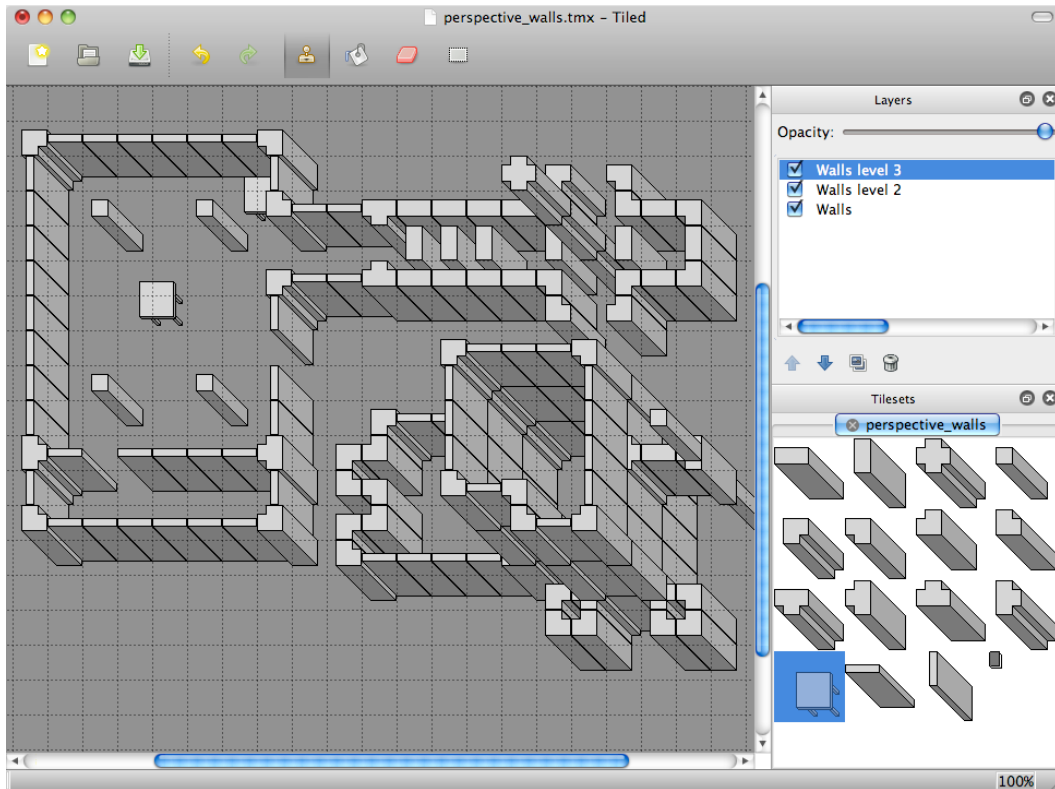 perspective_walls.tmx – Tiled
Layers
Opacity:
Walls level 3
Walls level 2
Walls
Tilesets
perspective_walls
100%